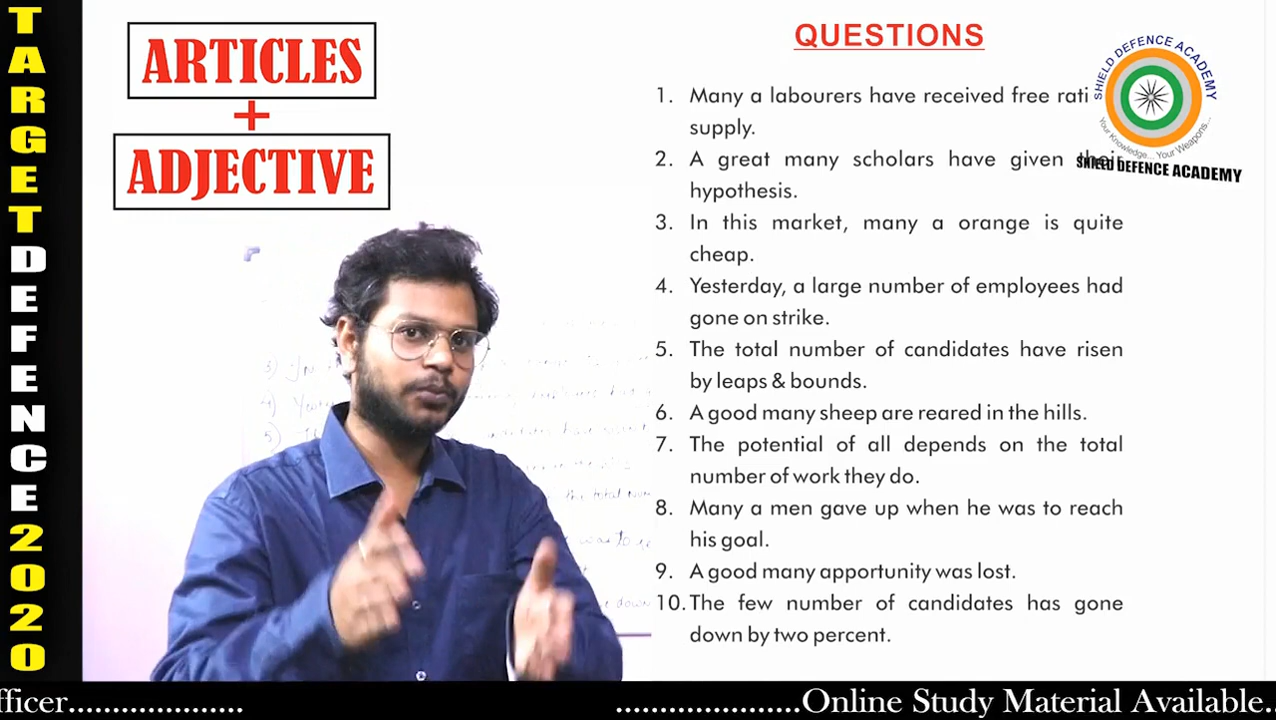 TARGET DEFENCE 2020
ARTICLES
+
ADJECTIVE
QUESTIONS
SHIELD DEFENCE ACADEMY
Your Knowledge... Your Weapons...
SHIELD DEFENCE ACADEMY
1. Many a labourers have received free rati
supply.
2. A great many scholars have given their
hypothesis.
3. In this market, many a orange is quite
cheap.
4. Yesterday, a large number of employees had
gone on strike.
5. The total number of candidates have risen
by leaps & bounds.
6. A good many sheep are reared in the hills.
7. The potential of all depends on the total
number of work they do.
8. Many a men gave up when he was to reach
his goal.
9. A good many apportunity was lost.
10. The few number of candidates has gone
down by two percent.
fficer.................... ....................Online Study Material Available..